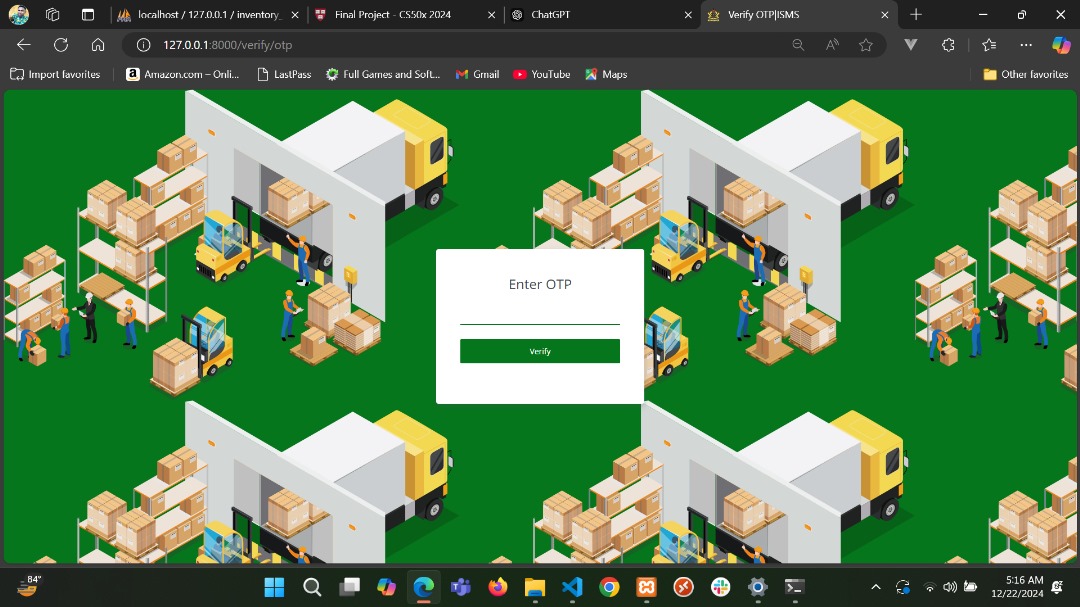 localhost / 127.0.0.1 / inventory_
Final Project - CS50x 2024
ChatGPT
Verify OTP|ISMS
127.0.0.1:8000/verify/otp
Import favorites
Amazon.com – Onli...
LastPass
Full Games and Soft...
Gmail
YouTube
Maps
Other favorites
Enter OTP
Verify
84°
5:16 AM
12/22/2024